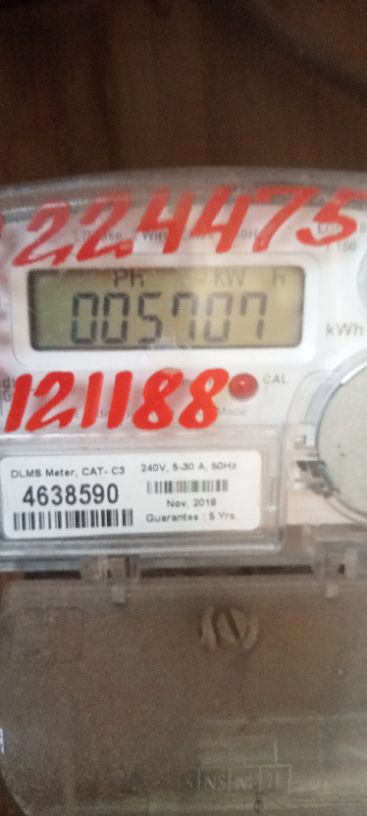 224475
Ph KW h
005707
kWh
121188
CAL
DLMS Meter, CAT- C3
240V, 5-30 A, 50Hz
4638590
Nov, 2018
Guarantee : 5 Yrs.